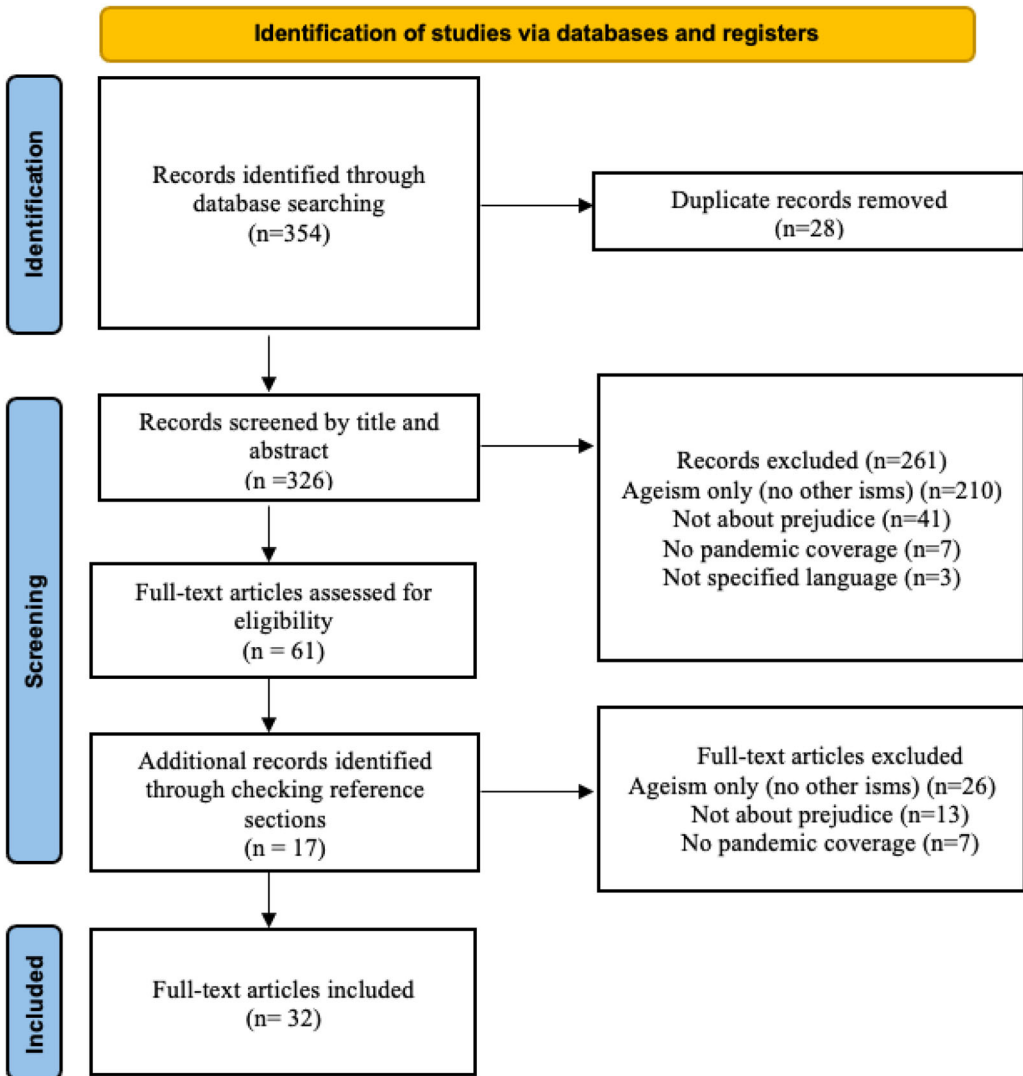 Identification of studies via databases and registers
Identification
Records identified through
database searching
(n=354)
Duplicate records removed
(n=28)
Screening
Records screened by title and
abstract
(n =326)
Records excluded (n=261)
Ageism only (no other isms) (n=210)
Not about prejudice (n=41)
No pandemic coverage (n=7)
Not specified language (n=3)
Full-text articles assessed for
eligibility
(n = 61)
Additional records identified
through checking reference
sections
(n = 17)
Full-text articles excluded
Ageism only (no other isms) (n=26)
Not about prejudice (n=13)
No pandemic coverage (n=7)
Included
Full-text articles included
(n= 32)